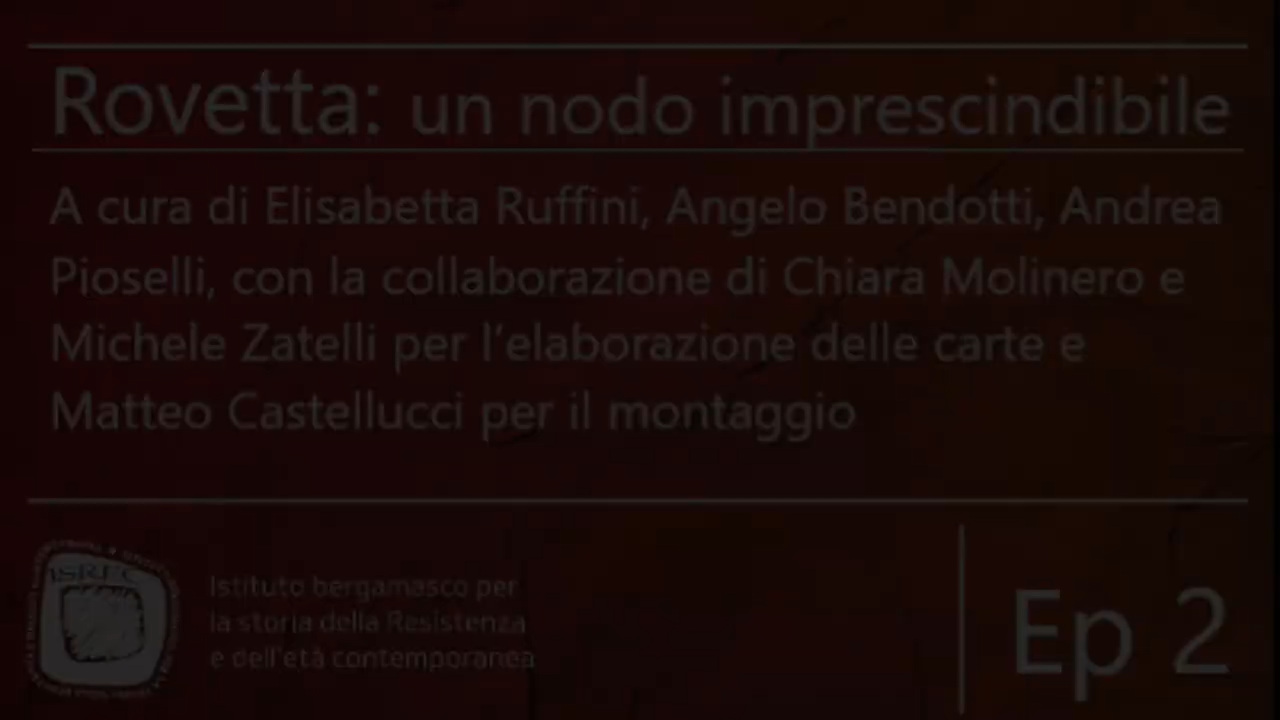 Rovetta: un nodo imprescindibile
A cura di Elisabetta Ruffini, Angelo Bendotti, Andrea
Pioselli, con la collaborazione di Chiara Molinero e
Michele Zatelli per l'elaborazione delle carte e
Matteo Castellucci per il montaggio
ISREC
Istituto bergamasco per
la storia della Resistenza
e dell'età contemporanea
Ep 2